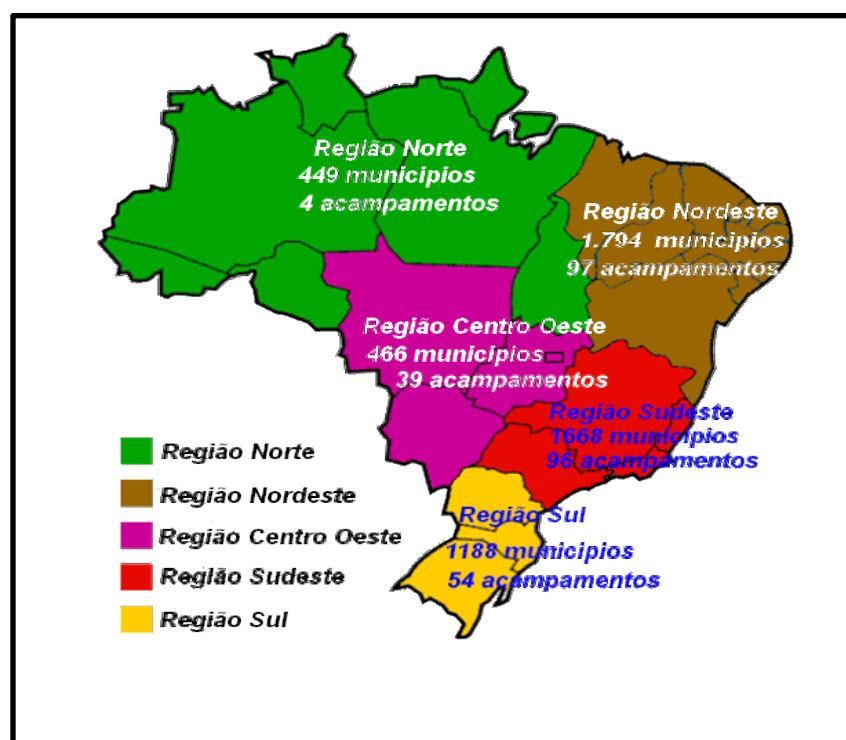 Região Norte
449 municipios
4 acampamentos
Região Nordeste
1.794 municipios
97 acampamentos
Região Centro Oeste
466 municipios
39 acampamentos
Região Sudeste
1668 municipios
96 acampamentos
Região Sul
1188 municipios
54 acampamentos
Região Norte
Região Nordeste
Região Centro Oeste
Região Sudeste
Região Sul